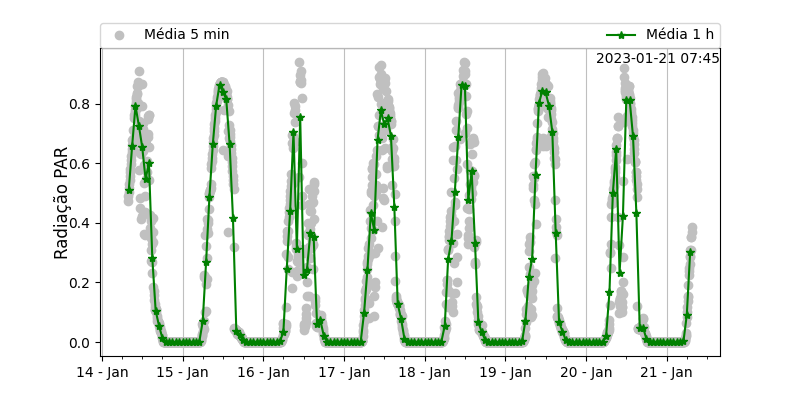 Média 5 min
Média 1 h
2023-01-21 07:45
Radiação PAR
0.8
0.6
0.4
0.2
0.0
14 - Jan
15 - Jan
16 - Jan
17 - Jan
18 - Jan
19 - Jan
20 - Jan
21 - Jan